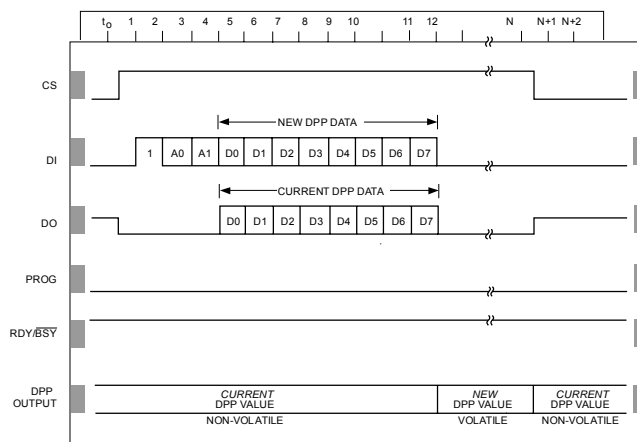 to 1 2 3 4 5 6 7 8 9 10 11 12 N N+1 N+2
CS
NEW DPP DATA
DI 1 A0 A1 D0 D1 D2 D3 D4 D5 D6 D7
CURRENT DPP DATA
DO D0 D1 D2 D3 D4 D5 D6 D7
PROG
RDY/BSY
DPP
OUTPUT
CURRENT
DPP VALUE
NON-VOLATILE
NEW
DPP VALUE
VOLATILE
CURRENT
DPP VALUE
NON-VOLATILE